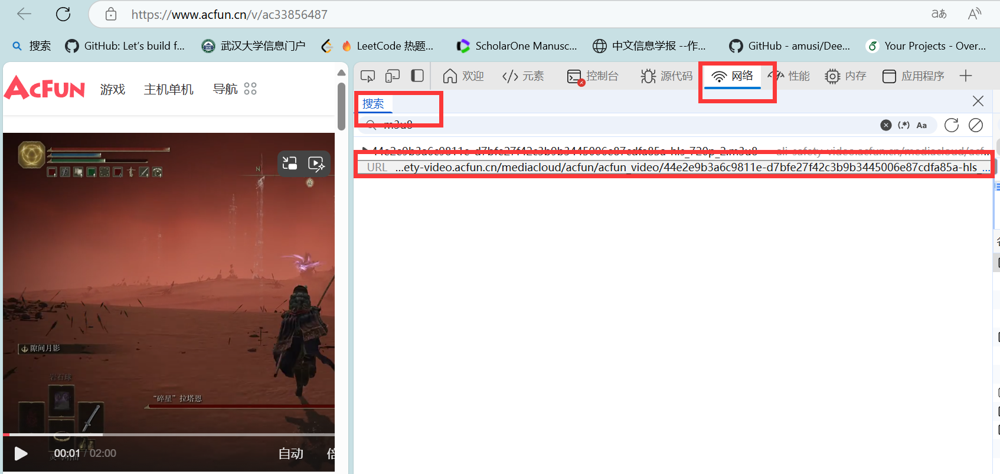 https://www.acfun.cn/v/ac33856487
aあ
A
搜索 GitHub: Let's build f... 武汉大学信息门户 LeetCode 热题... ScholarOne Manusc... 中文信息学报 --作... GitHub - amusi/Dee... Your Projects - Over...
ACFUN 游戏 主机单机 导航
欢迎 元素 控制台 源代码 网络 性能 内存 应用程序
搜索
m3u8 (.*) Aa
44e2e9b3a6c9811e-d7bfe27f42c3b9b3445006e87cdfa85a-hls_720p_2.m3u8 ali-safety-video.acfun.cn/mediacloud/acf...
URL ...ety-video.acfun.cn/mediacloud/acfun/acfun_video/44e2e9b3a6c9811e-d7bfe27f42c3b9b3445006e87cdfa85a-hls_...
N
隙间月影
岩石球
“碎星”拉塔恩
00:01 / 02:00 自动 倍